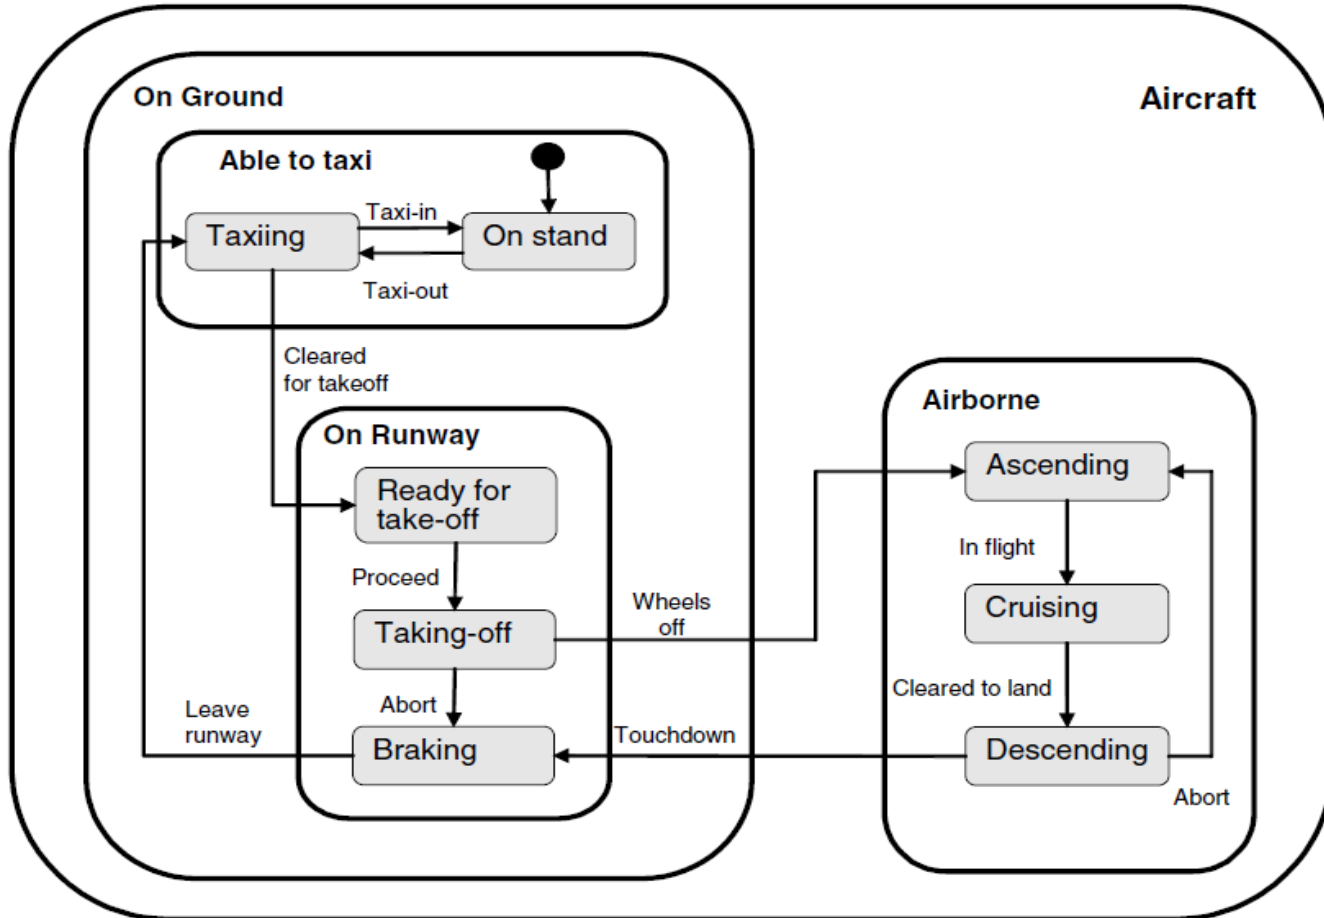 Aircraft
On Ground
Able to taxi
Taxiing
Taxi-in
On stand
Taxi-out
Cleared
for takeoff
On Runway
Ready for
take-off
Proceed
Taking-off
Wheels
off
Abort
Leave
runway
Braking
Touchdown
Airborne
Ascending
In flight
Cruising
Cleared to land
Descending
Abort